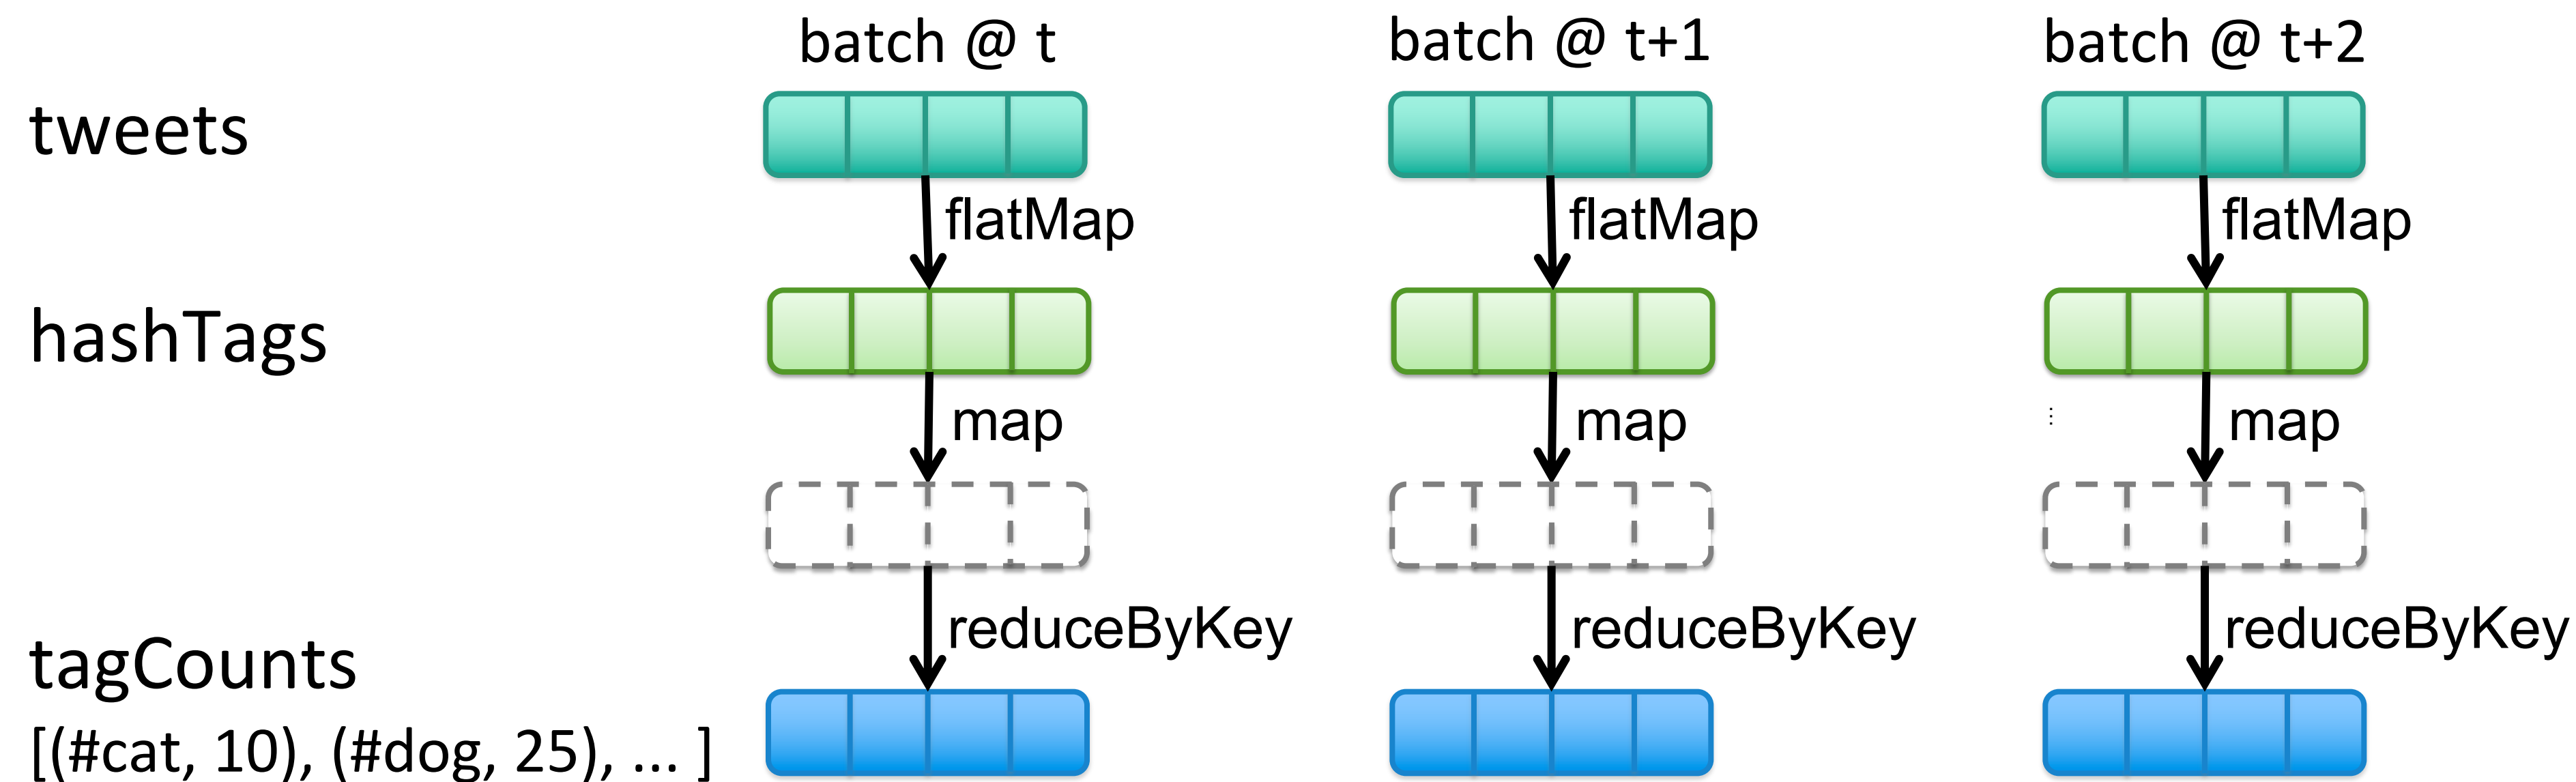 batch @ t
batch @ t+1
batch @ t+2
tweets
flatMap
flatMap
flatMap
hashTags
map
map
...
map
reduceByKey
reduceByKey
reduceByKey
tagCounts
[(#cat, 10), (#dog, 25), ... ]